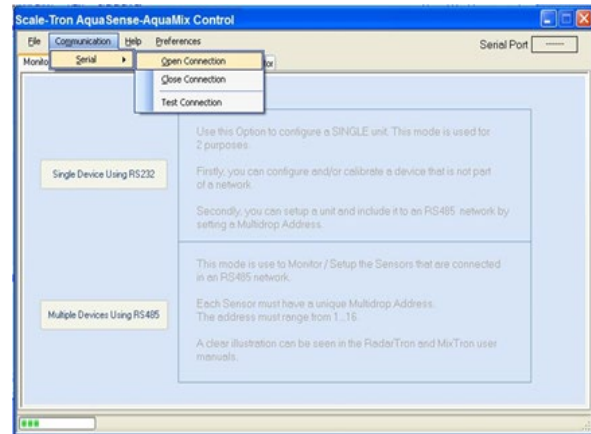 Scale-Tron AquaSense-AquaMix Control
File Communication Help Preferences
Serial Port
Monito
Serial
Open Connection
Close Connection
Test Connection
Single Device Using RS232
Use this Option to configure a SINGLE unit. This mode is used for
2 purposes.
Firstly, you can configure and/or calibrate a device that is not part
of a network
Secondly, you can setup a unit and include it to an RS485 network by
setting a Multidrop Address.
Multiple Devices Using RS485
This mode is use to Monitor / Setup the Sensors that are connected
in an RS485 network.
Each Sensor must have a unique Multidrop Address.
The address must range from 1...16
A clear illustration can be seen in the RadarTron and MixTron user
manuals.